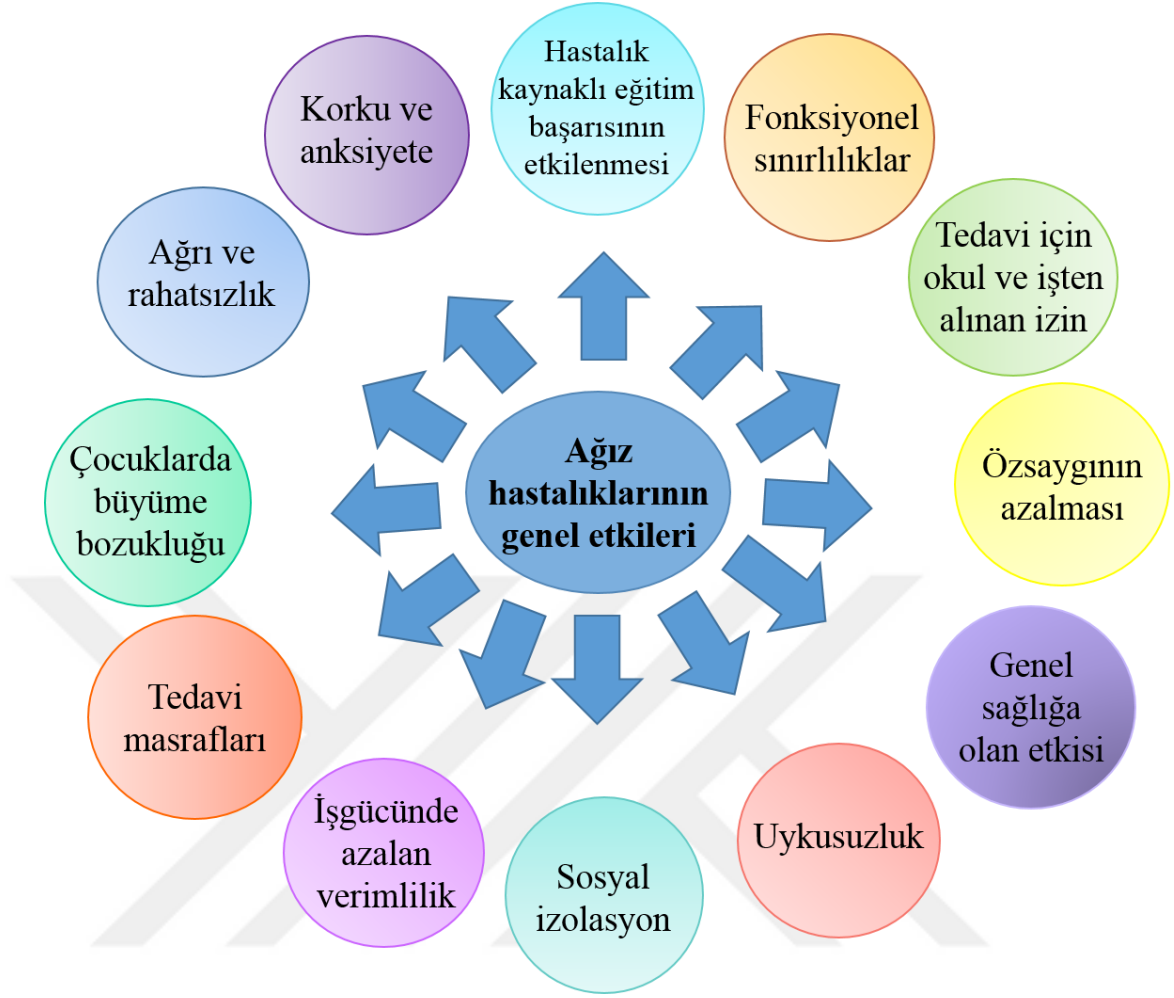 Hastalık
kaynaklı eğitim
başarısının
etkilenmesi
Fonksiyonel
sınırlılıklar
Tedavi için
okul ve işten
alınan izin
Özsaygının
azalması
Genel
sağlığa
olan etkisi
Uykusuzluk
Sosyal
izolasyon
İşgücünde
azalan
verimlilik
Tedavi
masrafları
Çocuklarda
büyüme
bozukluğu
Ağrı ve
rahatsızlık
Korku ve
anksiyete
Ağız
hastalıklarının
genel etkileri